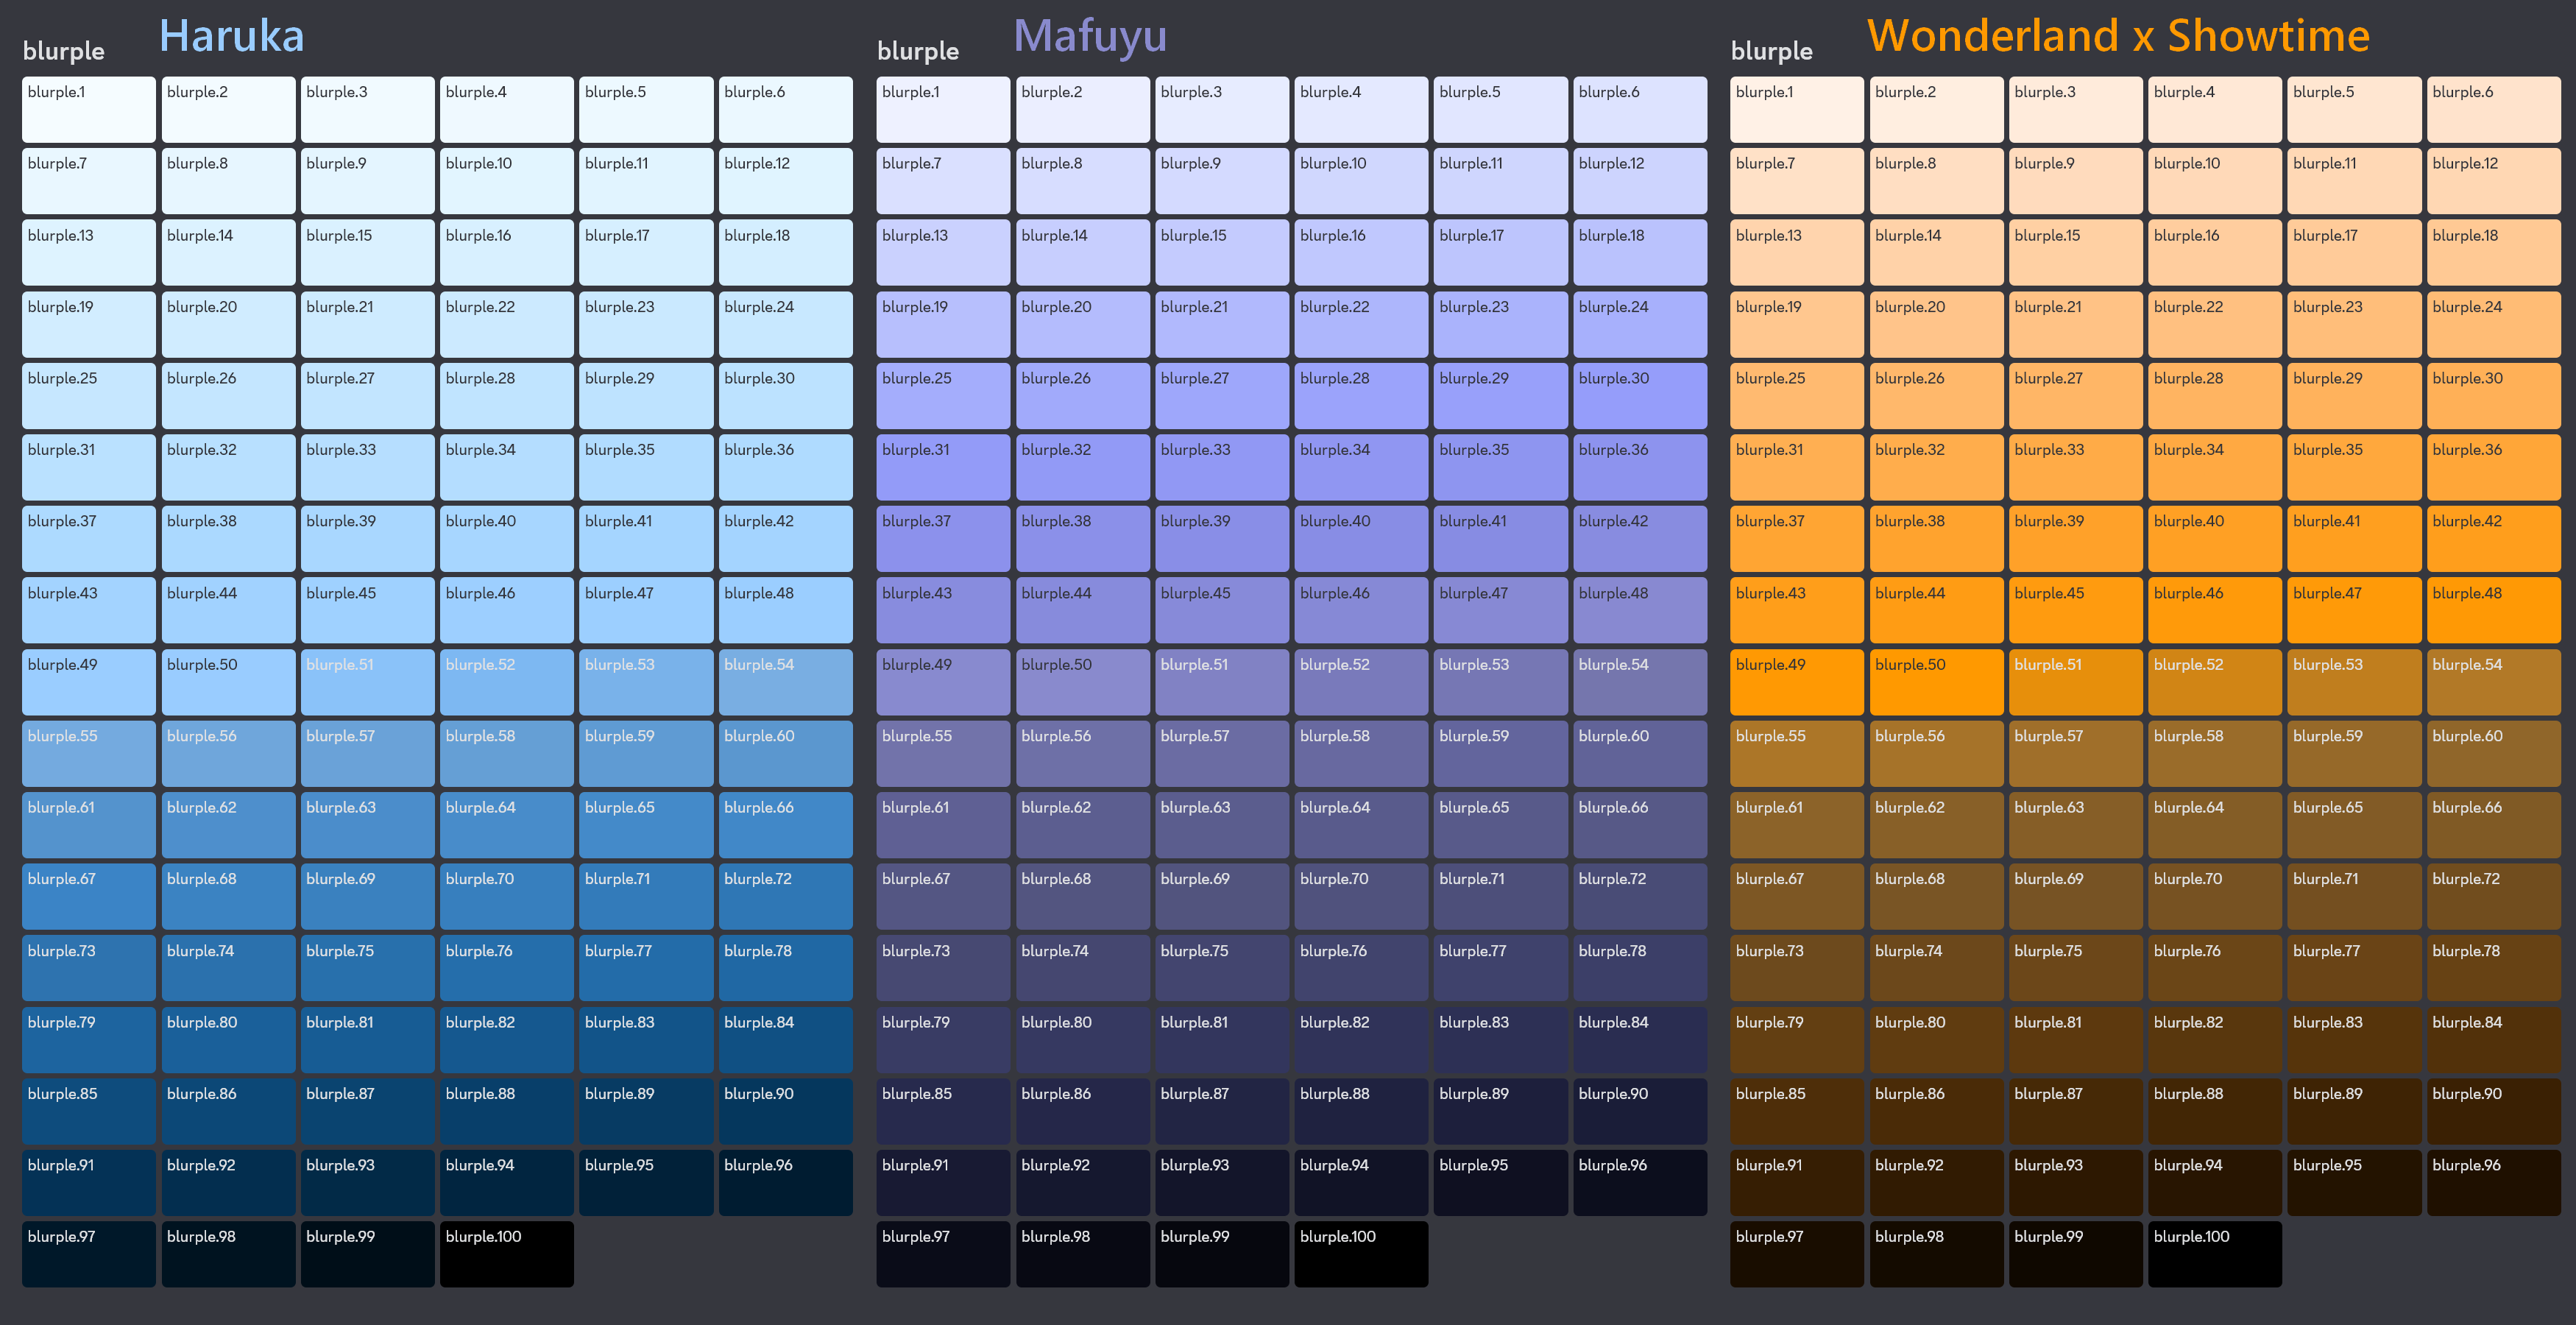 blurple Haruka
blurple.1 blurple.2 blurple.3 blurple.4 blurple.5 blurple.6
blurple.7 blurple.8 blurple.9 blurple.10 blurple.11 blurple.12
blurple.13 blurple.14 blurple.15 blurple.16 blurple.17 blurple.18
blurple.19 blurple.20 blurple.21 blurple.22 blurple.23 blurple.24
blurple.25 blurple.26 blurple.27 blurple.28 blurple.29 blurple.30
blurple.31 blurple.32 blurple.33 blurple.34 blurple.35 blurple.36
blurple.37 blurple.38 blurple.39 blurple.40 blurple.41 blurple.42
blurple.43 blurple.44 blurple.45 blurple.46 blurple.47 blurple.48
blurple.49 blurple.50 blurple.51 blurple.52 blurple.53 blurple.54
blurple.55 blurple.56 blurple.57 blurple.58 blurple.59 blurple.60
blurple.61 blurple.62 blurple.63 blurple.64 blurple.65 blurple.66
blurple.67 blurple.68 blurple.69 blurple.70 blurple.71 blurple.72
blurple.73 blurple.74 blurple.75 blurple.76 blurple.77 blurple.78
blurple.79 blurple.80 blurple.81 blurple.82 blurple.83 blurple.84
blurple.85 blurple.86 blurple.87 blurple.88 blurple.89 blurple.90
blurple.91 blurple.92 blurple.93 blurple.94 blurple.95 blurple.96
blurple.97 blurple.98 blurple.99 blurple.100
blurple Mafuyu
blurple.1 blurple.2 blurple.3 blurple.4 blurple.5 blurple.6
blurple.7 blurple.8 blurple.9 blurple.10 blurple.11 blurple.12
blurple.13 blurple.14 blurple.15 blurple.16 blurple.17 blurple.18
blurple.19 blurple.20 blurple.21 blurple.22 blurple.23 blurple.24
blurple.25 blurple.26 blurple.27 blurple.28 blurple.29 blurple.30
blurple.31 blurple.32 blurple.33 blurple.34 blurple.35 blurple.36
blurple.37 blurple.38 blurple.39 blurple.40 blurple.41 blurple.42
blurple.43 blurple.44 blurple.45 blurple.46 blurple.47 blurple.48
blurple.49 blurple.50 blurple.51 blurple.52 blurple.53 blurple.54
blurple.55 blurple.56 blurple.57 blurple.58 blurple.59 blurple.60
blurple.61 blurple.62 blurple.63 blurple.64 blurple.65 blurple.66
blurple.67 blurple.68 blurple.69 blurple.70 blurple.71 blurple.72
blurple.73 blurple.74 blurple.75 blurple.76 blurple.77 blurple.78
blurple.79 blurple.80 blurple.81 blurple.82 blurple.83 blurple.84
blurple.85 blurple.86 blurple.87 blurple.88 blurple.89 blurple.90
blurple.91 blurple.92 blurple.93 blurple.94 blurple.95 blurple.96
blurple.97 blurple.98 blurple.99 blurple.100
blurple Wonderland x Showtime
blurple.1 blurple.2 blurple.3 blurple.4 blurple.5 blurple.6
blurple.7 blurple.8 blurple.9 blurple.10 blurple.11 blurple.12
blurple.13 blurple.14 blurple.15 blurple.16 blurple.17 blurple.18
blurple.19 blurple.20 blurple.21 blurple.22 blurple.23 blurple.24
blurple.25 blurple.26 blurple.27 blurple.28 blurple.29 blurple.30
blurple.31 blurple.32 blurple.33 blurple.34 blurple.35 blurple.36
blurple.37 blurple.38 blurple.39 blurple.40 blurple.41 blurple.42
blurple.43 blurple.44 blurple.45 blurple.46 blurple.47 blurple.48
blurple.49 blurple.50 blurple.51 blurple.52 blurple.53 blurple.54
blurple.55 blurple.56 blurple.57 blurple.58 blurple.59 blurple.60
blurple.61 blurple.62 blurple.63 blurple.64 blurple.65 blurple.66
blurple.67 blurple.68 blurple.69 blurple.70 blurple.71 blurple.72
blurple.73 blurple.74 blurple.75 blurple.76 blurple.77 blurple.78
blurple.79 blurple.80 blurple.81 blurple.82 blurple.83 blurple.84
blurple.85 blurple.86 blurple.87 blurple.88 blurple.89 blurple.90
blurple.91 blurple.92 blurple.93 blurple.94 blurple.95 blurple.96
blurple.97 blurple.98 blurple.99 blurple.100